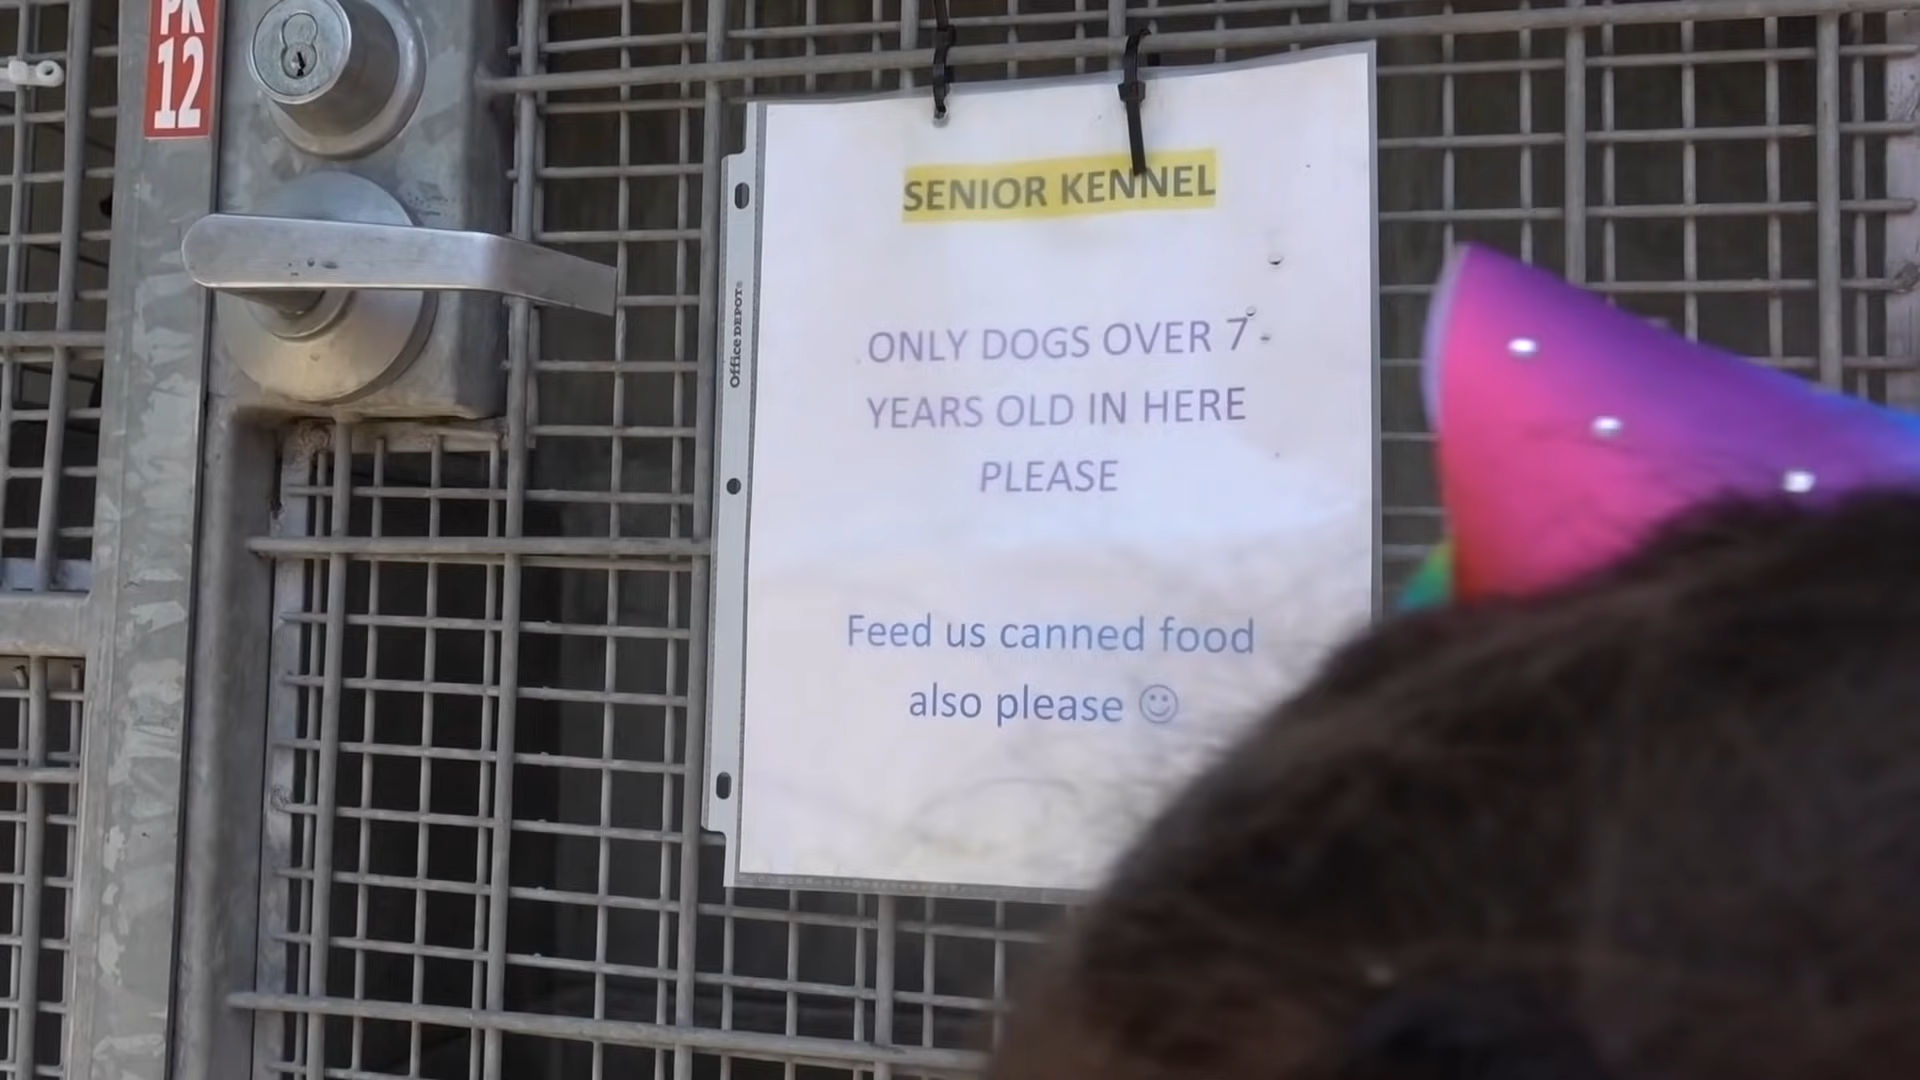 PK
12
SENIOR KENNEL
ONLY DOGS OVER 7
YEARS OLD IN HERE
PLEASE
Feed us canned food
also please ☺
Office DEPOT